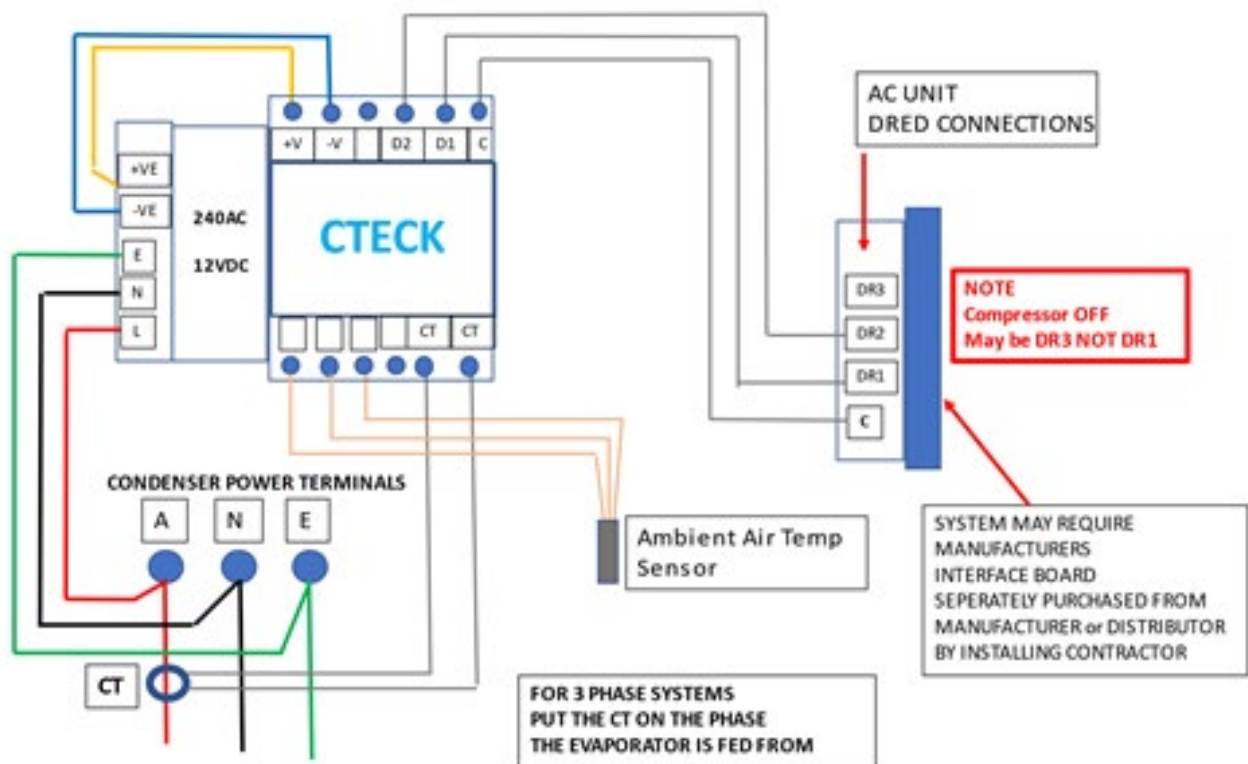 AC UNIT
DRED CONNECTIONS
+V -V D2 D1 C
+VE
-VE
E
N
L
240AC
12VDC
CTECK
CT CT
DR3
DR2
DR1
C
NOTE
Compressor OFF
May be DR3 NOT DR1
CONDENSER POWER TERMINALS
A N E
Ambient Air Temp
Sensor
SYSTEM MAY REQUIRE
MANUFACTURERS
INTERFACE BOARD
SEPERATELY PURCHASED FROM
MANUFACTURER or DISTRIBUTOR
BY INSTALLING CONTRACTOR
CT
FOR 3 PHASE SYSTEMS
PUT THE CT ON THE PHASE
THE EVAPORATOR IS FED FROM